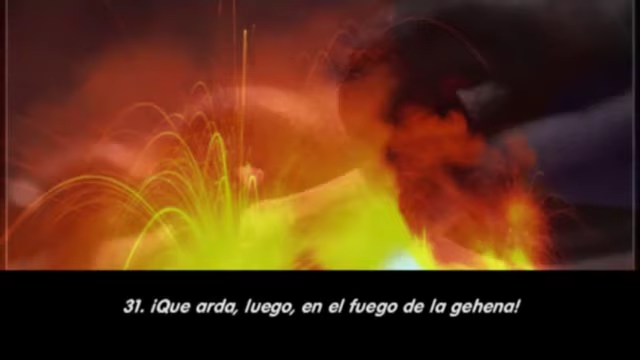 31. ¡Que arda, luego, en el fuego de la gehena!